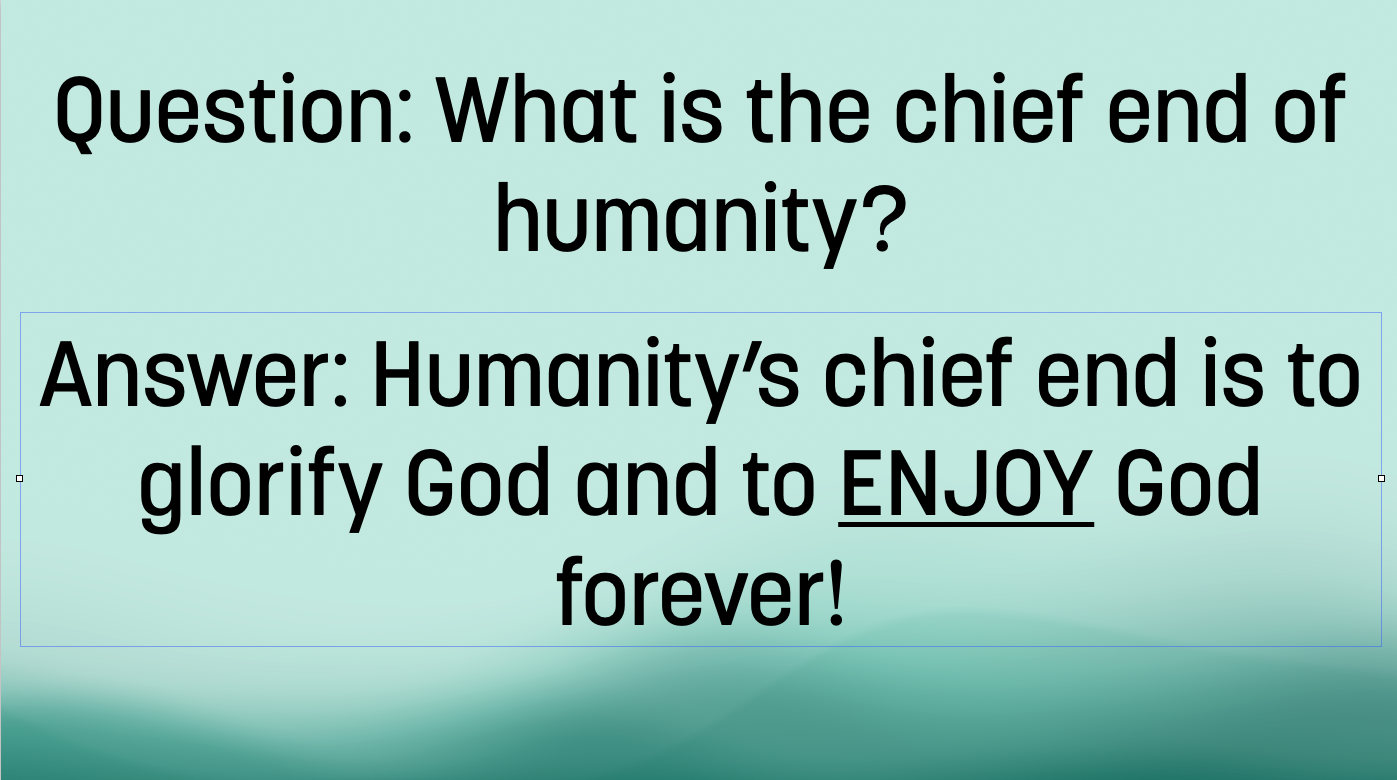 Question: What is the chief end of
humanity?
Answer: Humanity’s chief end is to
glorify God and to ENJOY God
forever!